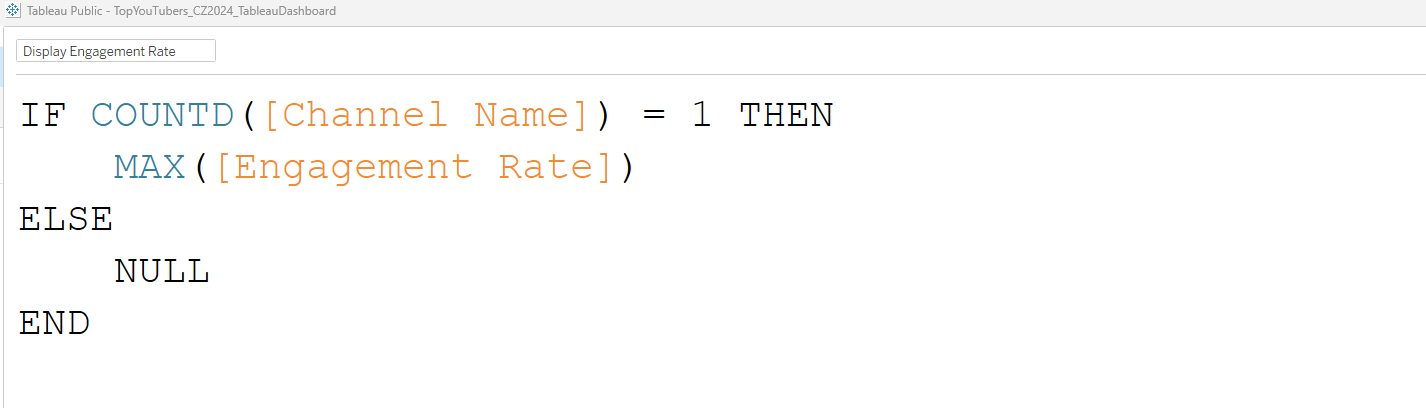 Tableau Public - TopYouTubers_CZ2024_TableauDashboard
Display Engagement Rate
IF COUNTD([Channel Name]) = 1 THEN
    MAX([Engagement Rate])
ELSE
    NULL
END